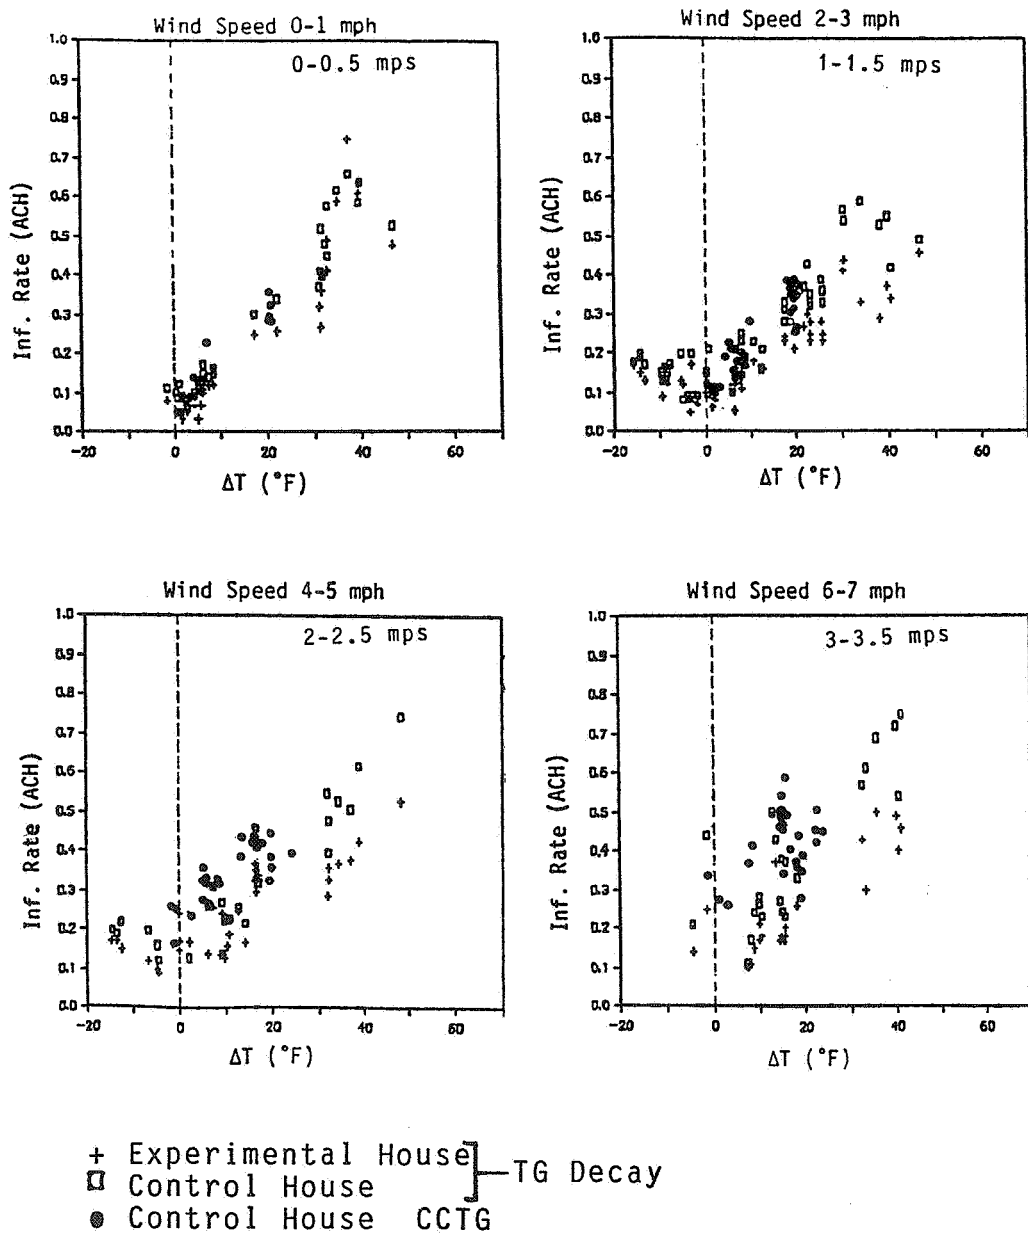 Wind Speed 0-1 mph
0-0.5 mps
1.0
0.9
0.8
0.7
0.6
0.5
0.4
0.3
0.2
0.1
0.0
Inf. Rate (ACH)
-20 0 20 40 60
ΔT (°F)
Wind Speed 2-3 mph
1-1.5 mps
1.0
0.9
0.8
0.7
0.6
0.5
0.4
0.3
0.2
0.1
0.0
Inf. Rate (ACH)
-20 0 20 40 60
ΔT (°F)
Wind Speed 4-5 mph
2-2.5 mps
1.0
0.9
0.8
0.7
0.6
0.5
0.4
0.3
0.2
0.1
0.0
Inf. Rate (ACH)
-20 0 20 40 60
ΔT (°F)
Wind Speed 6-7 mph
3-3.5 mps
1.0
0.9
0.8
0.7
0.6
0.5
0.4
0.3
0.2
0.1
0.0
Inf. Rate (ACH)
-20 0 20 40 60
ΔT (°F)
+ Experimental House
Control House
TG Decay
Control House CCTG